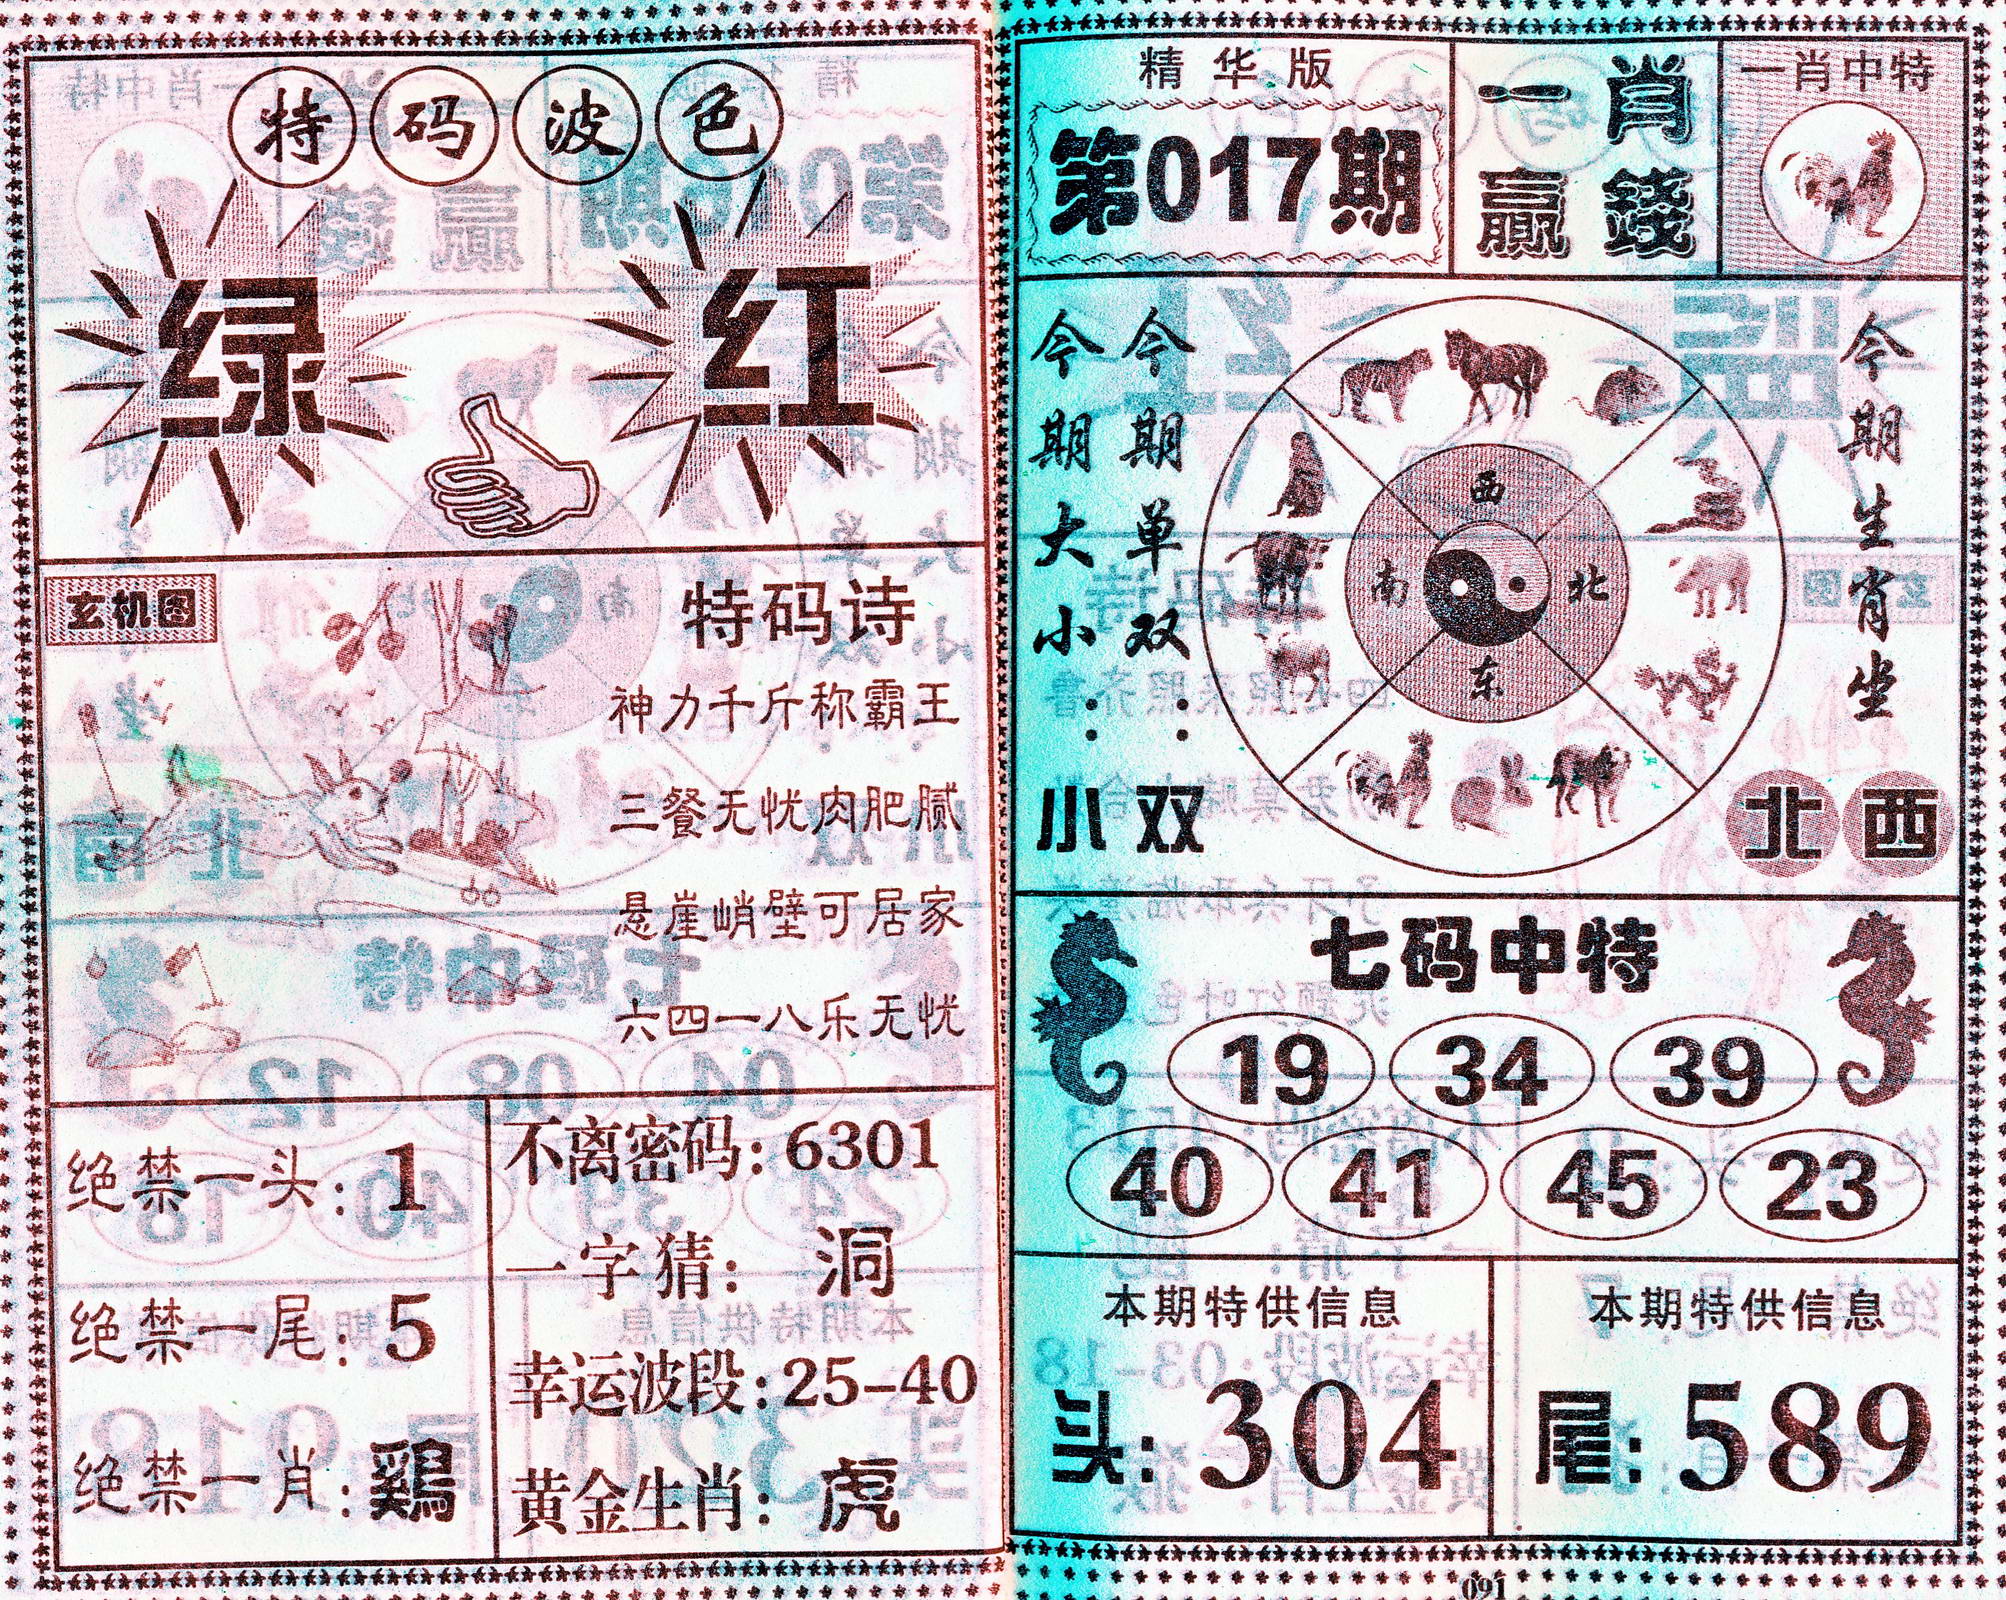 特码波色
绿 红
玄机图
特码诗
神力千斤称霸王
三餐无忧肉肥腻
悬崖峭壁可居家
六四一八乐无忧
绝禁一头：1
绝禁一尾：5
绝禁一肖：鷄
不离密码：6301
一字猜：洞
幸运波段：25-40
黄金生肖：虎
精华版
第017期
一肖
赢錢
一肖中特
今期大小：小
今期单双：双
西
南 北
东
今期生肖坐
北 西
七码中特
19 34 39
40 41 45 23
本期特供信息
头：304
本期特供信息
尾：589
091